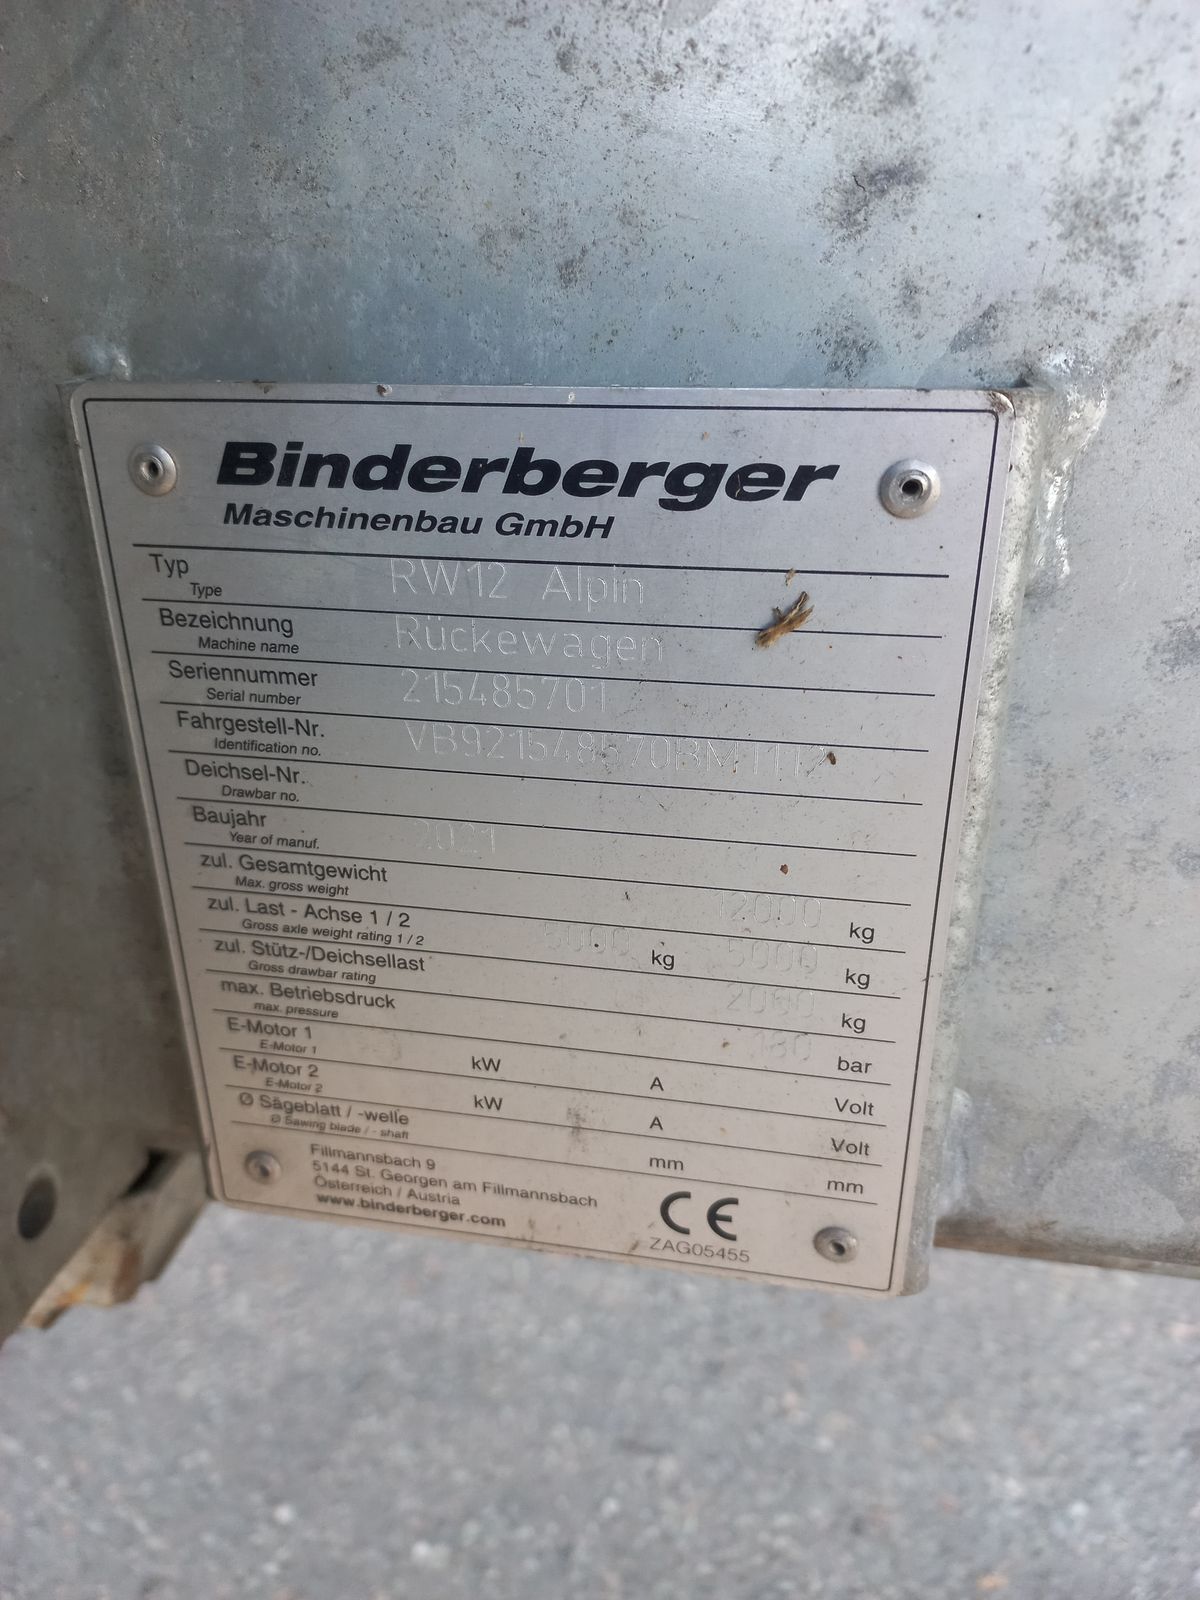 Binderberger
Maschinenbau GmbH
Typ RW12 Alpin
Type
Bezeichnung Rückewagen
Machine name
Seriennummer 215485701
Serial number
Fahrgestell-Nr.
Identification no.
Deichsel-Nr.
Drawbar no.
Baujahr 2021
Year of manuf.
zul. Gesamtgewicht 12000 kg
Max. gross weight
zul. Last - Achse 1 / 2 5000 kg 5000 kg
Gross axle weight rating 1 / 2
zul. Stütz-/Deichsellast 2000 kg
Gross drawbar rating
max. Betriebsdruck 180 bar
max. pressure
E-Motor 1 kW A Volt
E-Motor 1
E-Motor 2 kW A Volt
E-Motor 2
Ø Sägeblatt / -welle mm mm
Ø Sawing blade / - shaft
Fillmannsbach 9
5144 St. Georgen am Fillmannsbach
Österreich / Austria
www.binderberger.com
CE
ZAG05455